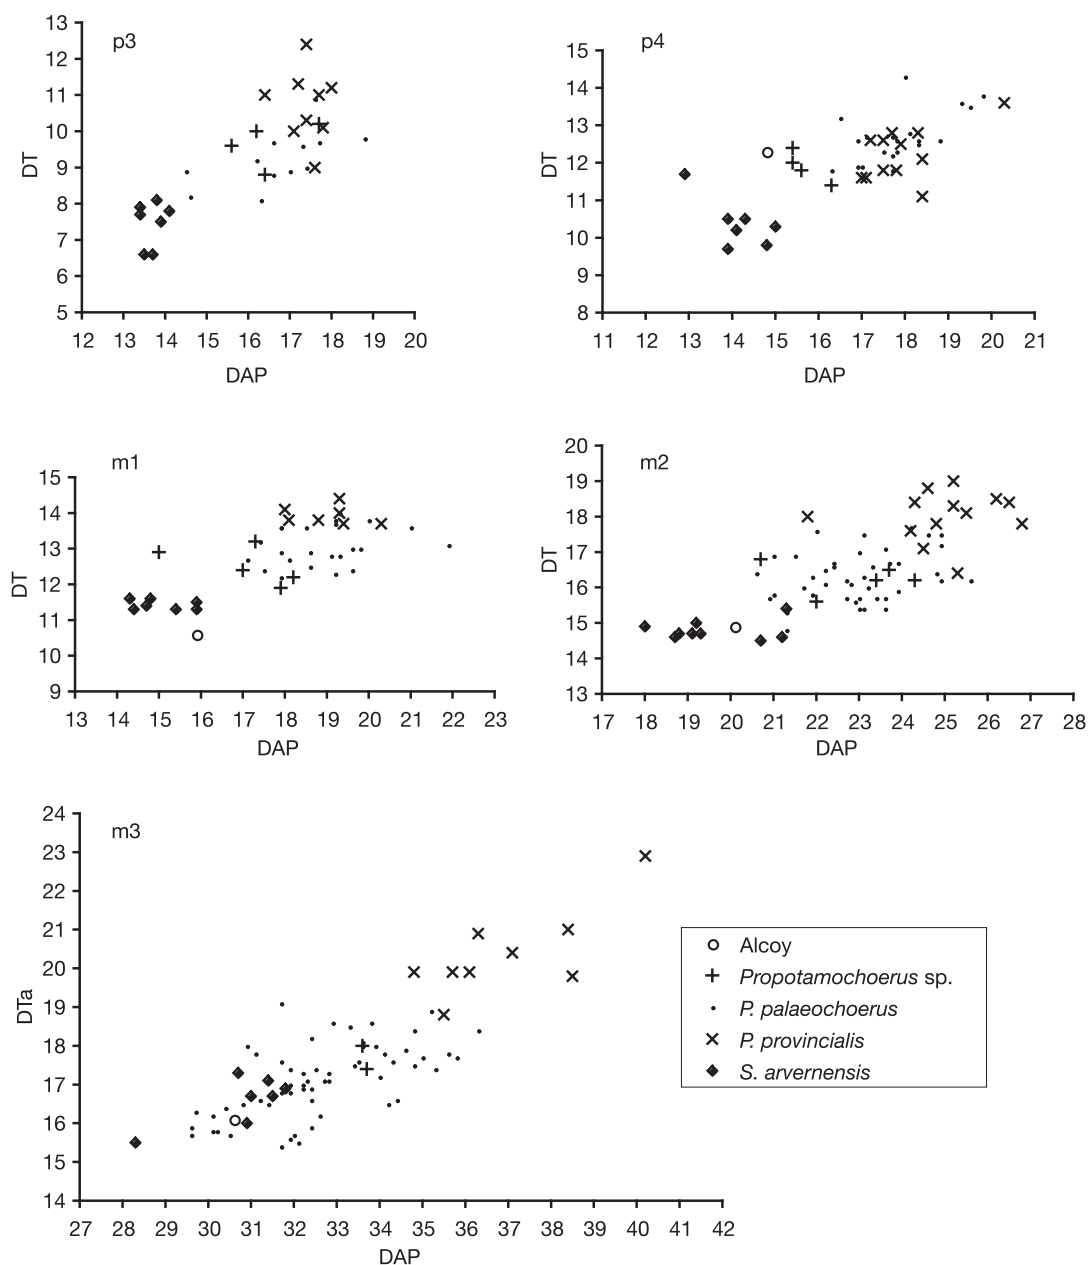 p3
DT
13
12
11
10
9
8
7
6
5
12 13 14 15 16 17 18 19 20
DAP
p4
DT
15
14
13
12
11
10
9
8
11 12 13 14 15 16 17 18 19 20 21
DAP
m1
DT
15
14
13
12
11
10
9
13 14 15 16 17 18 19 20 21 22 23
DAP
m2
DT
20
19
18
17
16
15
14
13
17 18 19 20 21 22 23 24 25 26 27 28
DAP
m3
DTa
24
23
22
21
20
19
18
17
16
15
14
27 28 29 30 31 32 33 34 35 36 37 38 39 40 41 42
DAP
Alcoy
Propotamochoerus sp.
P. palaeochoerus
P. provincialis
S. arvernensis